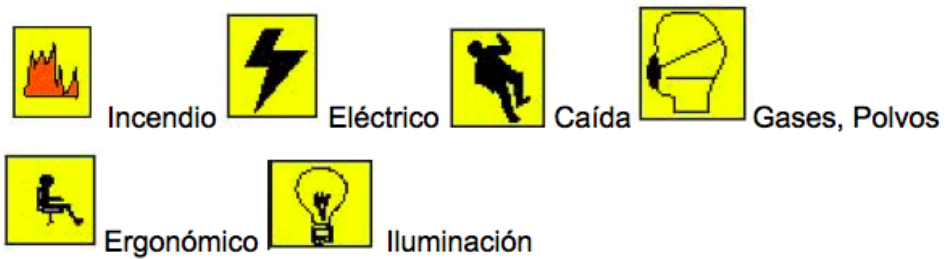 Incendio Eléctrico Caída Gases, Polvos
Ergonómico Iluminación